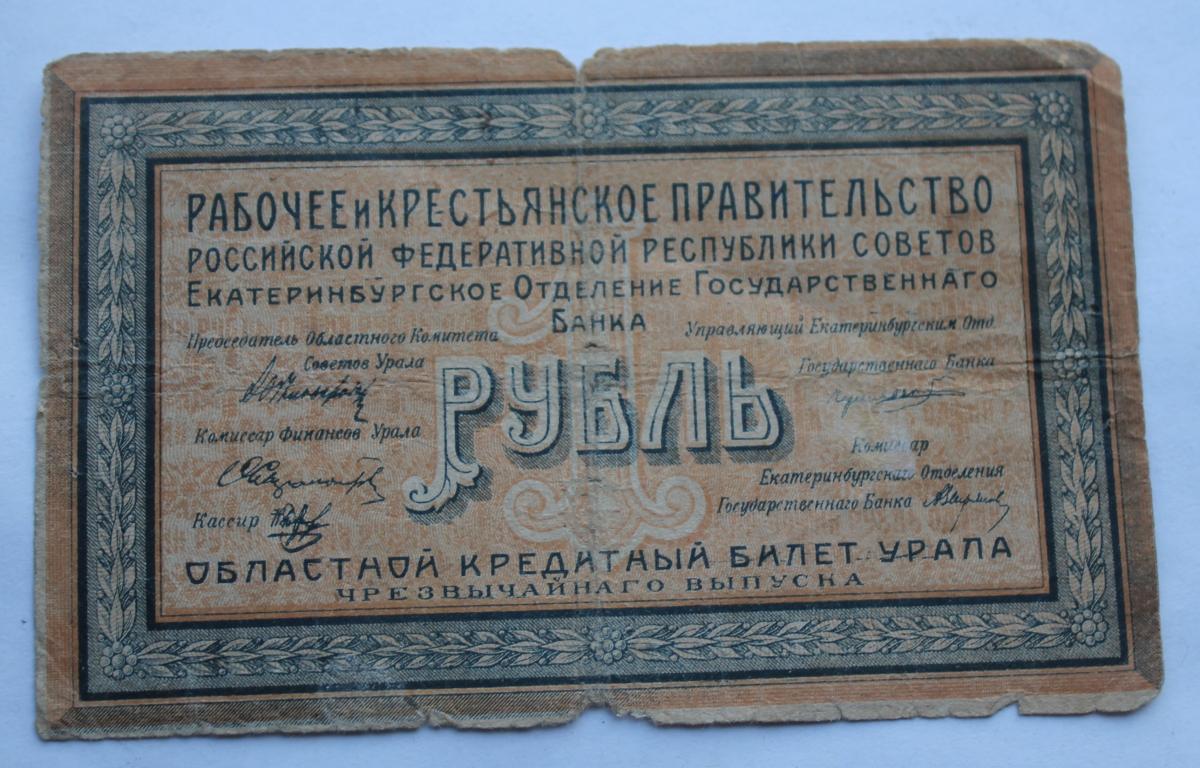 РАБОЧЕЕ и КРЕСТЬЯНСКОЕ ПРАВИТЕЛЬСТВО
РОССИЙСКОЙ ФЕДЕРАТИВНОЙ РЕСПУБЛИКИ СОВЕТОВ
ЕКАТЕРИНБУРГСКОЕ ОТДЕЛЕНИЕ ГОСУДАРСТВЕННАГО
БАНКА
Председатель Областного Комитета
Советов Урала
Управляющий Екатеринбургским Отд.
Государственнаго Банка
1
РУБЛЬ
Комиссар Финансов Урала
Кассир
Комиссар
Екатеринбургскаго Отделения
Государственнаго Банка
ОБЛАСТНОЙ КРЕДИТНЫЙ БИЛЕТ УРАЛА
ЧРЕЗВЫЧАЙНАГО ВЫПУСКА